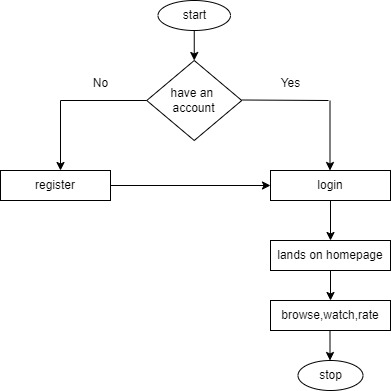 start
No
Yes
have an
account
register
login
lands on homepage
browse,watch,rate
stop